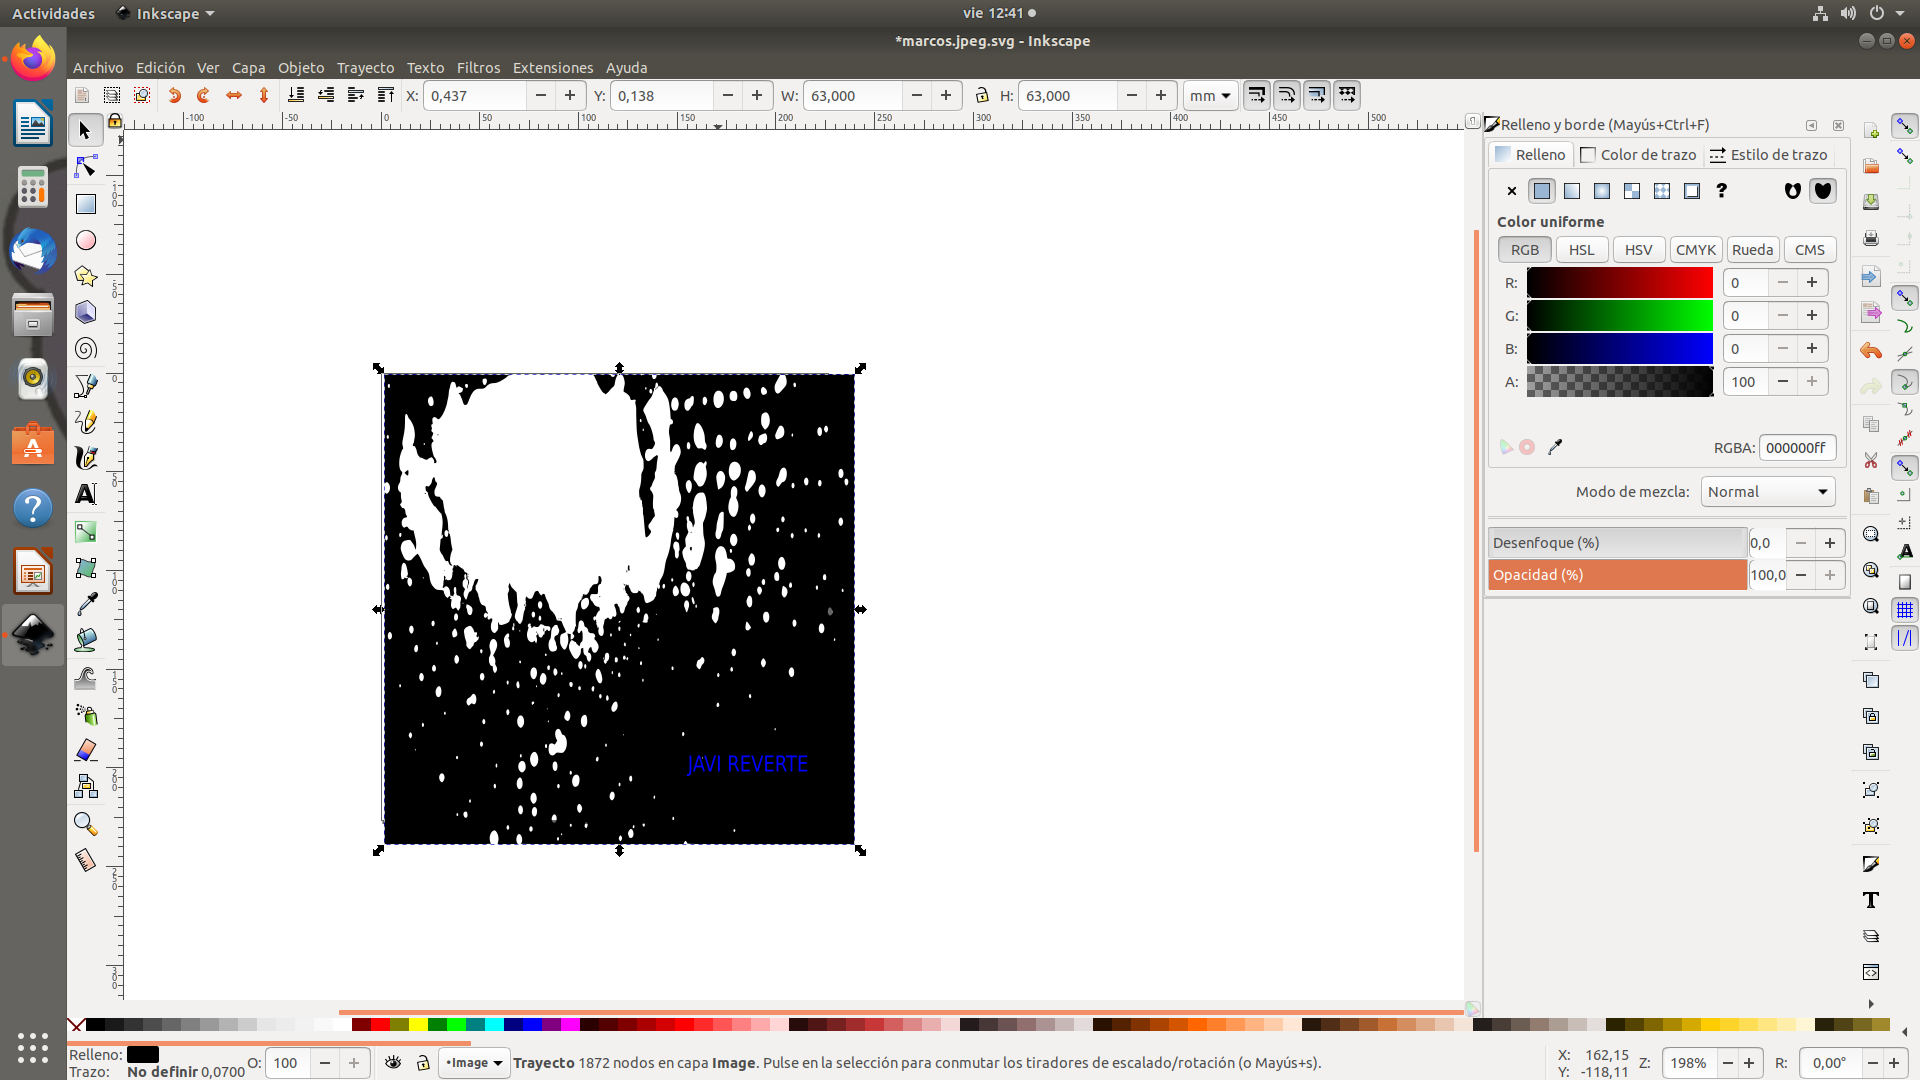 Actividades Inkscape vie 12:41
*marcos.jpeg.svg - Inkscape
Archivo Edición Ver Capa Objeto Trayecto Texto Filtros Extensiones Ayuda
X: 0,437 Y: 0,138 W: 63,000 H: 63,000 mm
-100 -50 0 50 100 150 200 250 300 350 400 450 500
Relleno y borde (Mayús+Ctrl+F)
Relleno Color de trazo Estilo de trazo
Color uniforme
RGB HSL HSV CMYK Rueda CMS
R: 0
G: 0
B: 0
A: 100
RGBA: 000000ff
Modo de mezcla: Normal
Desenfoque (%) 0,0
Opacidad (%) 100,0
JAVI REVERTE
Relleno:
Trazo: No definir 0,0700
O: 100
•Image
Trayecto 1872 nodos en capa Image. Pulse en la selección para conmutar los tiradores de escalado/rotación (o Mayús+s).
X: 162,15
Y: -118,11
Z: 198%
R: 0,00°